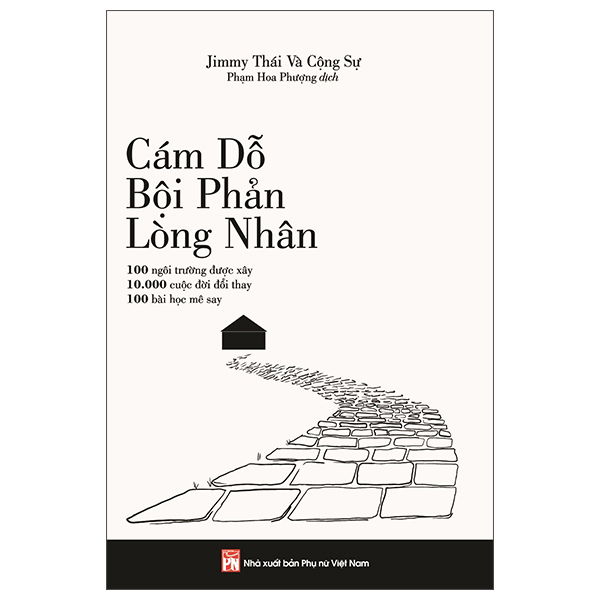 Jimmy Thái Và Cộng Sự
Phạm Hoa Phượng dịch
Cám Dỗ
Bội Phản
Lòng Nhân
100 ngôi trường được xây
10.000 cuộc đời đổi thay
100 bài học mê say
PN
Nhà xuất bản Phụ nữ Việt Nam